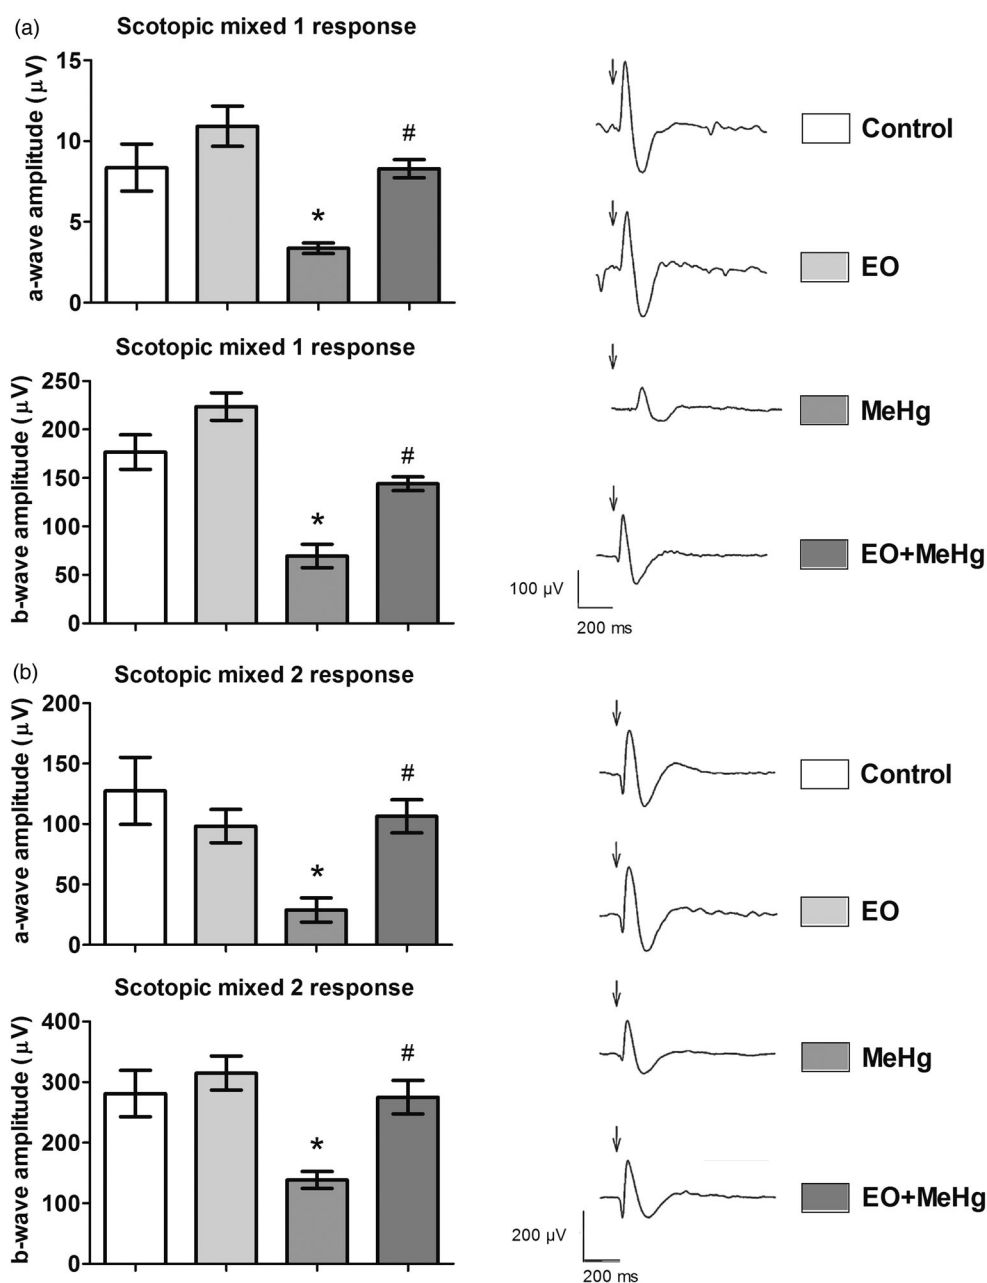 (a)
Scotopic mixed 1 response
a-wave amplitude (μV)
15
10
5
0
*
#
Control
EO
MeHg
EO+MeHg
100 μV
200 ms
Scotopic mixed 1 response
b-wave amplitude (μV)
250
200
150
100
50
0
*
#
(b)
Scotopic mixed 2 response
a-wave amplitude (μV)
200
150
100
50
0
*
#
Control
EO
MeHg
EO+MeHg
200 μV
200 ms
Scotopic mixed 2 response
b-wave amplitude (μV)
400
300
200
100
0
*
#